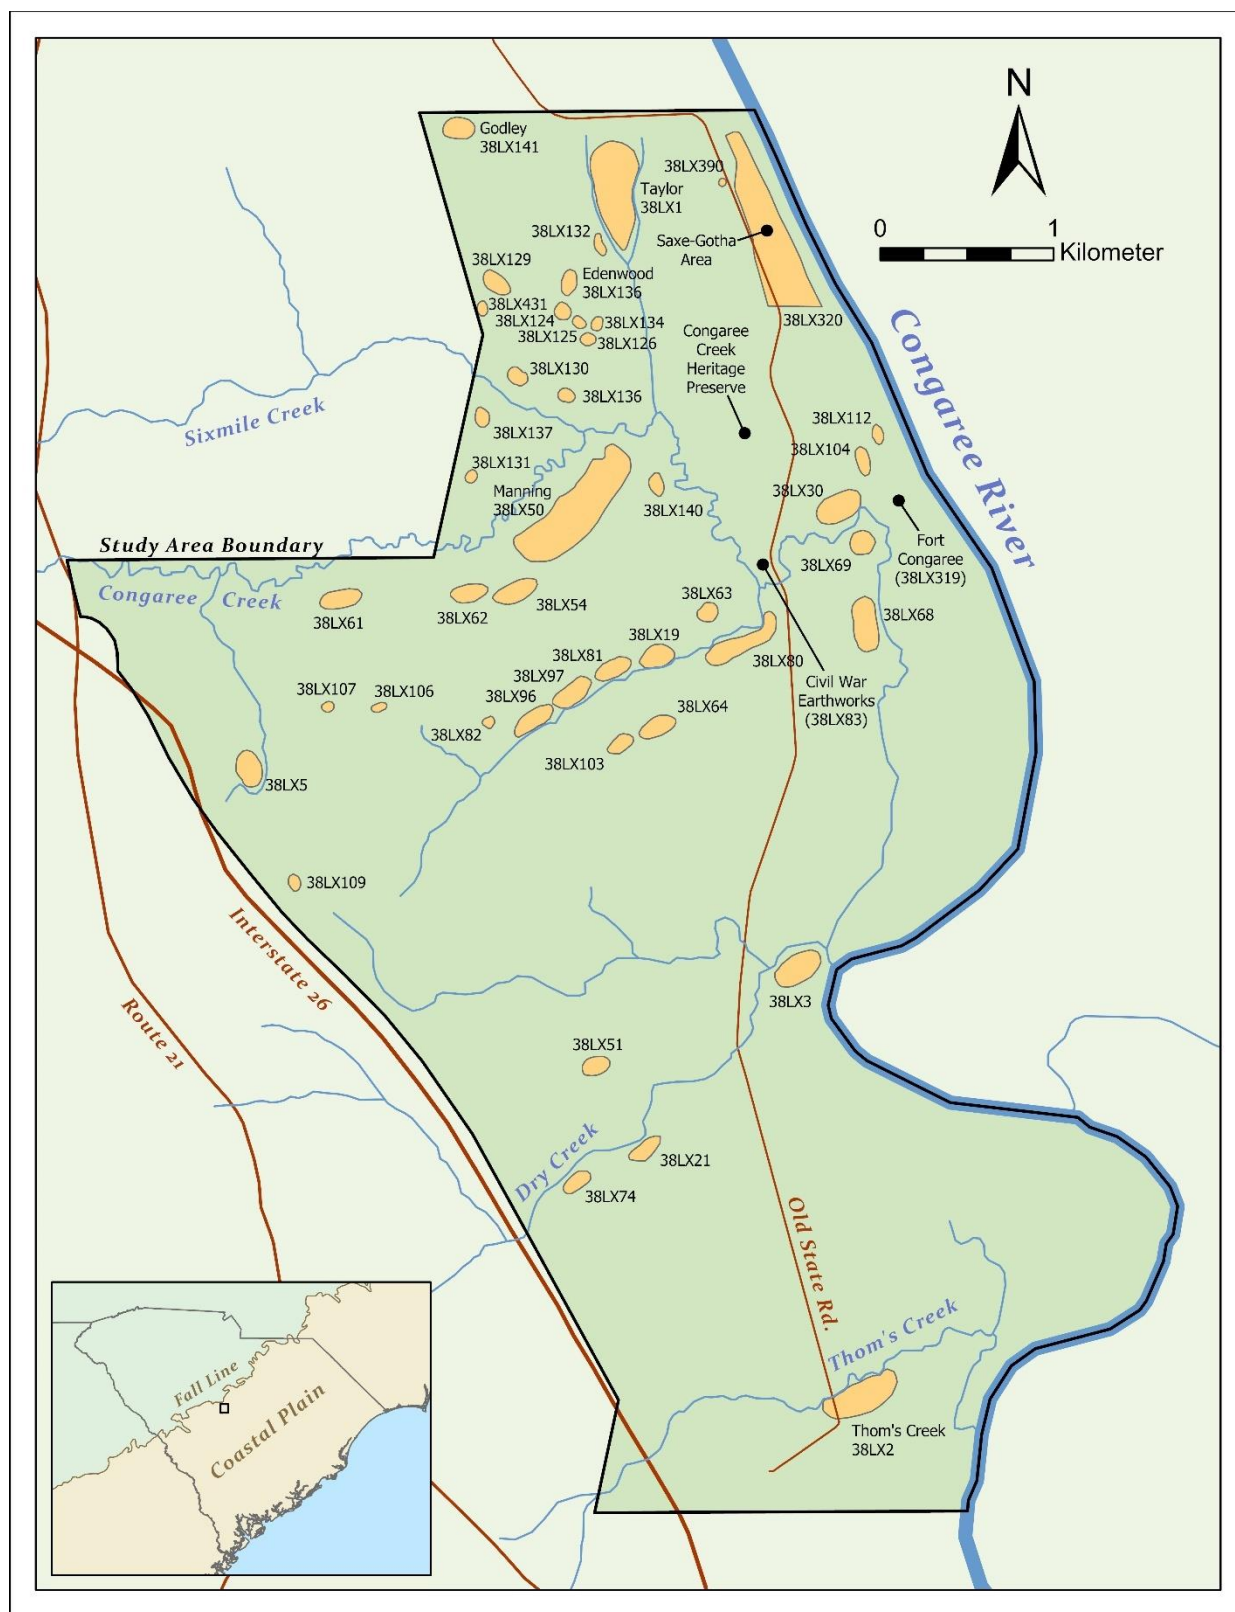 N
0 1
Kilometer
Godley
38LX141
38LX390
Taylor
38LX1
38LX132
Saxe-Gotha
Area
38LX129
Edenwood
38LX136
38LX431
38LX124
38LX134
38LX125
38LX126
38LX320
Congaree
Creek
Heritage
Preserve
Congaree River
38LX130
38LX136
Sixmile Creek
38LX137
38LX112
38LX104
38LX131
Manning
38LX50
38LX140
38LX30
Study Area Boundary
Fort
Congaree
(38LX319)
38LX69
Congaree Creek
38LX61
38LX62
38LX54
38LX63
38LX68
38LX19
38LX81
38LX80
38LX97
38LX107
38LX106
38LX96
Civil War
Earthworks
(38LX83)
38LX82
38LX64
38LX103
38LX5
38LX109
Interstate 26
Route 21
38LX3
38LX51
Dry Creek
38LX21
38LX74
Old State Rd.
Thom's Creek
Thom's Creek
38LX2
Fall Line
Coastal Plain